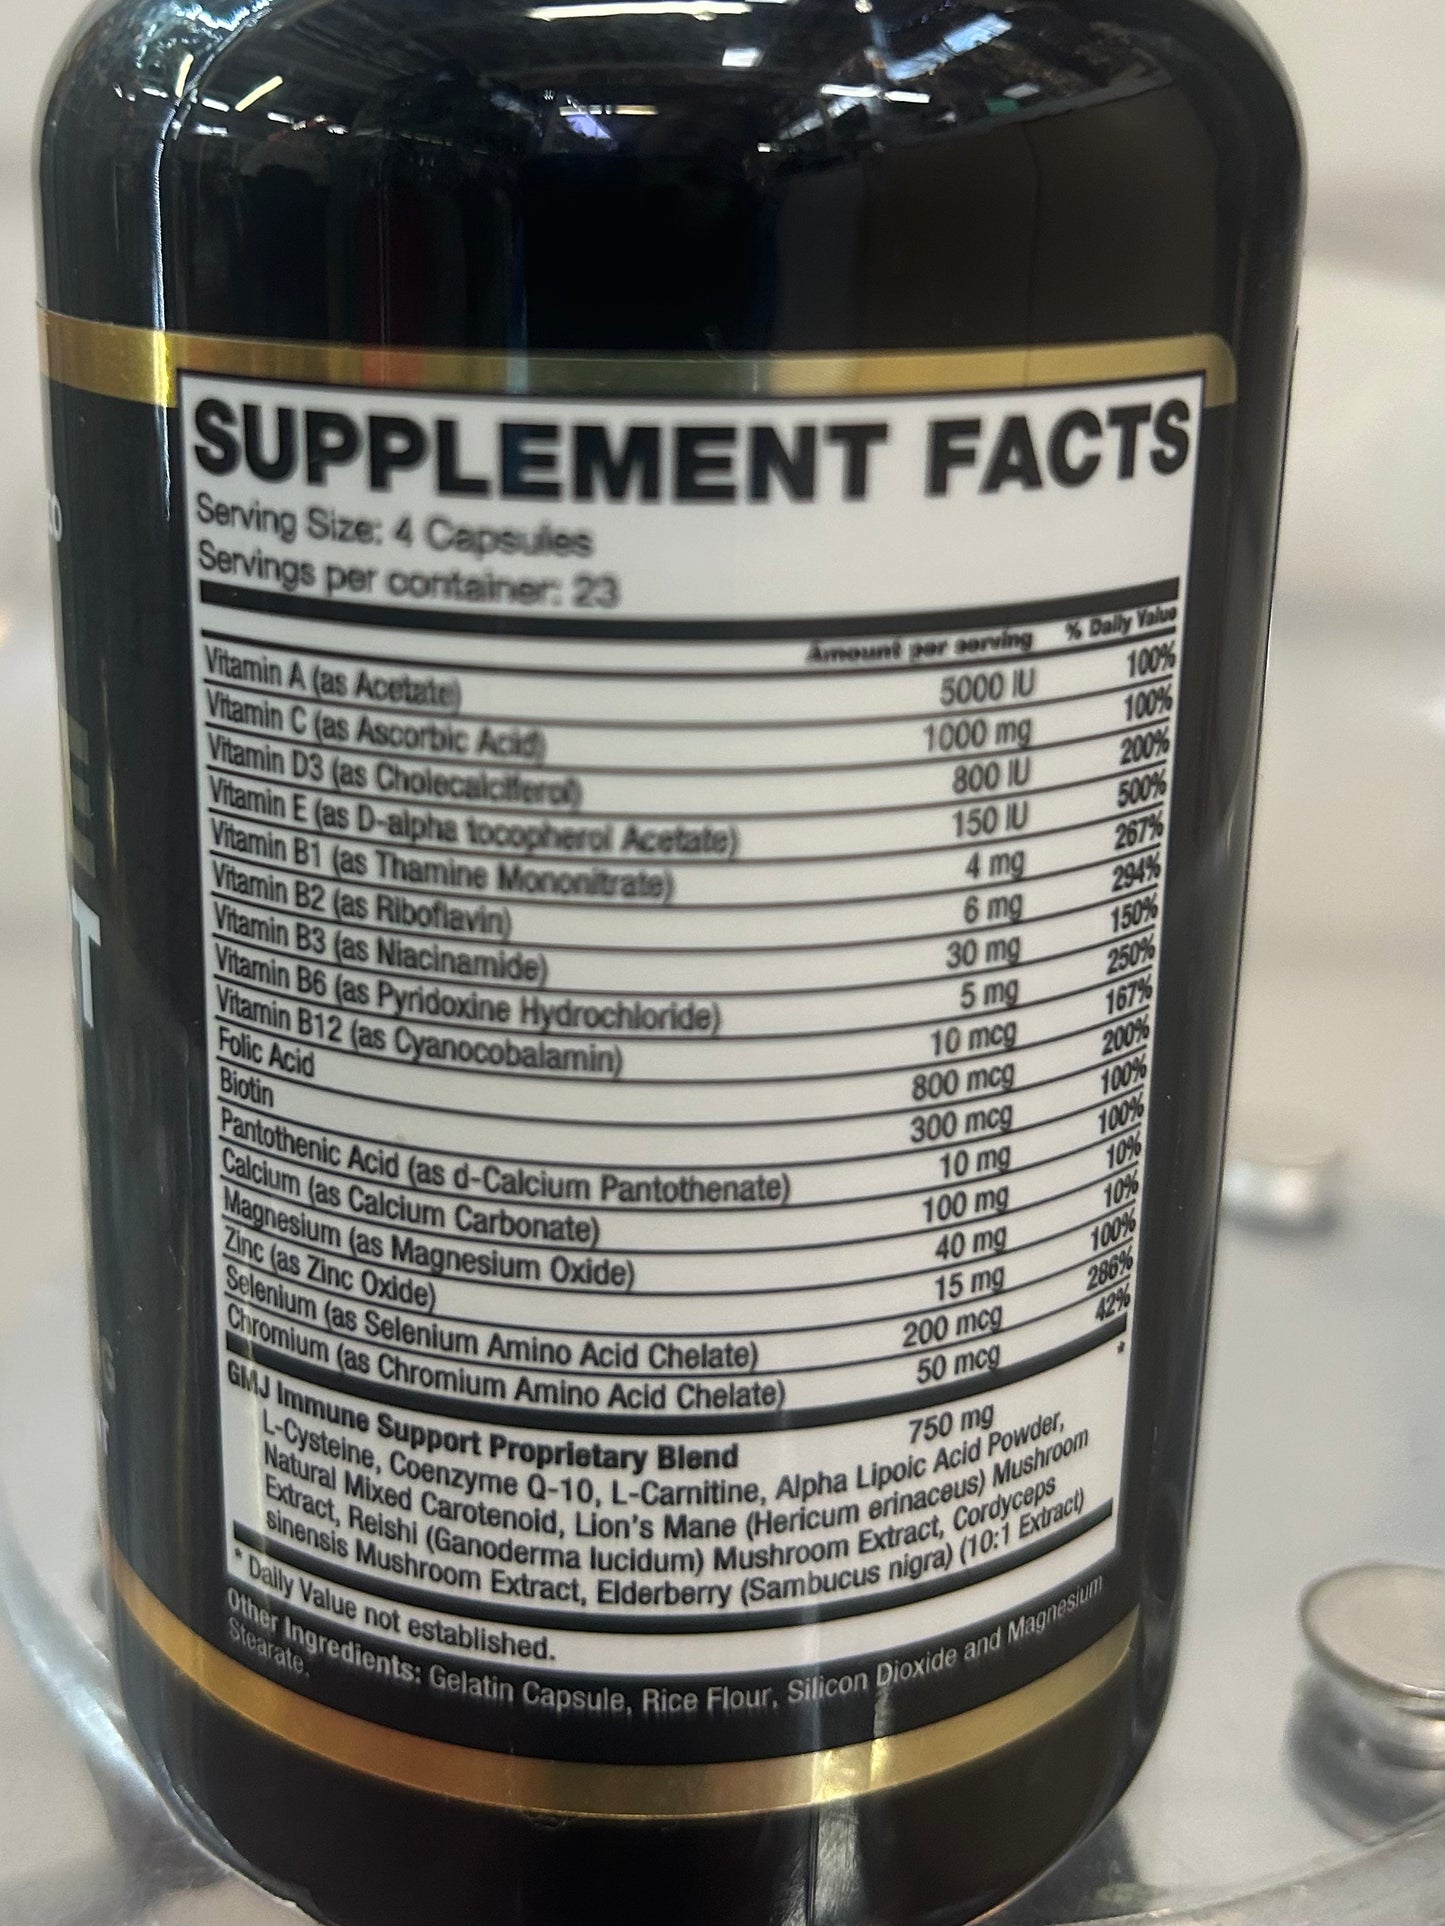 SUPPLEMENT FACTS
Serving Size: 4 Capsules
Servings per container: 23
Amount per serving % Daily Value
Vitamin A (as Acetate) 5000 IU 100%
Vitamin C (as Ascorbic Acid) 1000 mg 100%
Vitamin D3 (as Cholecalciferol) 800 IU 200%
Vitamin E (as D-alpha tocopherol Acetate) 150 IU 500%
Vitamin B1 (as Thamine Mononitrate) 4 mg 267%
Vitamin B2 (as Riboflavin) 6 mg 294%
Vitamin B3 (as Niacinamide) 30 mg 150%
Vitamin B6 (as Pyridoxine Hydrochloride) 5 mg 250%
Vitamin B12 (as Cyanocobalamin) 10 mcg 167%
Folic Acid 800 mcg 200%
Biotin 300 mcg 100%
Pantothenic Acid (as d-Calcium Pantothenate) 10 mg 100%
Calcium (as Calcium Carbonate) 100 mg 10%
Magnesium (as Magnesium Oxide) 40 mg 10%
Zinc (as Zinc Oxide) 15 mg 100%
Selenium (as Selenium Amino Acid Chelate) 200 mcg 286%
Chromium (as Chromium Amino Acid Chelate) 50 mcg 42%
GMJ Immune Support Proprietary Blend 750 mg *
L-Cysteine, Coenzyme Q-10, L-Carnitine, Alpha Lipoic Acid Powder,
Natural Mixed Carotenoid, Lion's Mane (Hericum erinaceus) Mushroom
Extract, Reishi (Ganoderma lucidum) Mushroom Extract, Cordyceps
sinensis Mushroom Extract, Elderberry (Sambucus nigra) (10:1 Extract)
* Daily Value not established.
Other Ingredients: Gelatin Capsule, Rice Flour, Silicon Dioxide and Magnesium
Stearate.